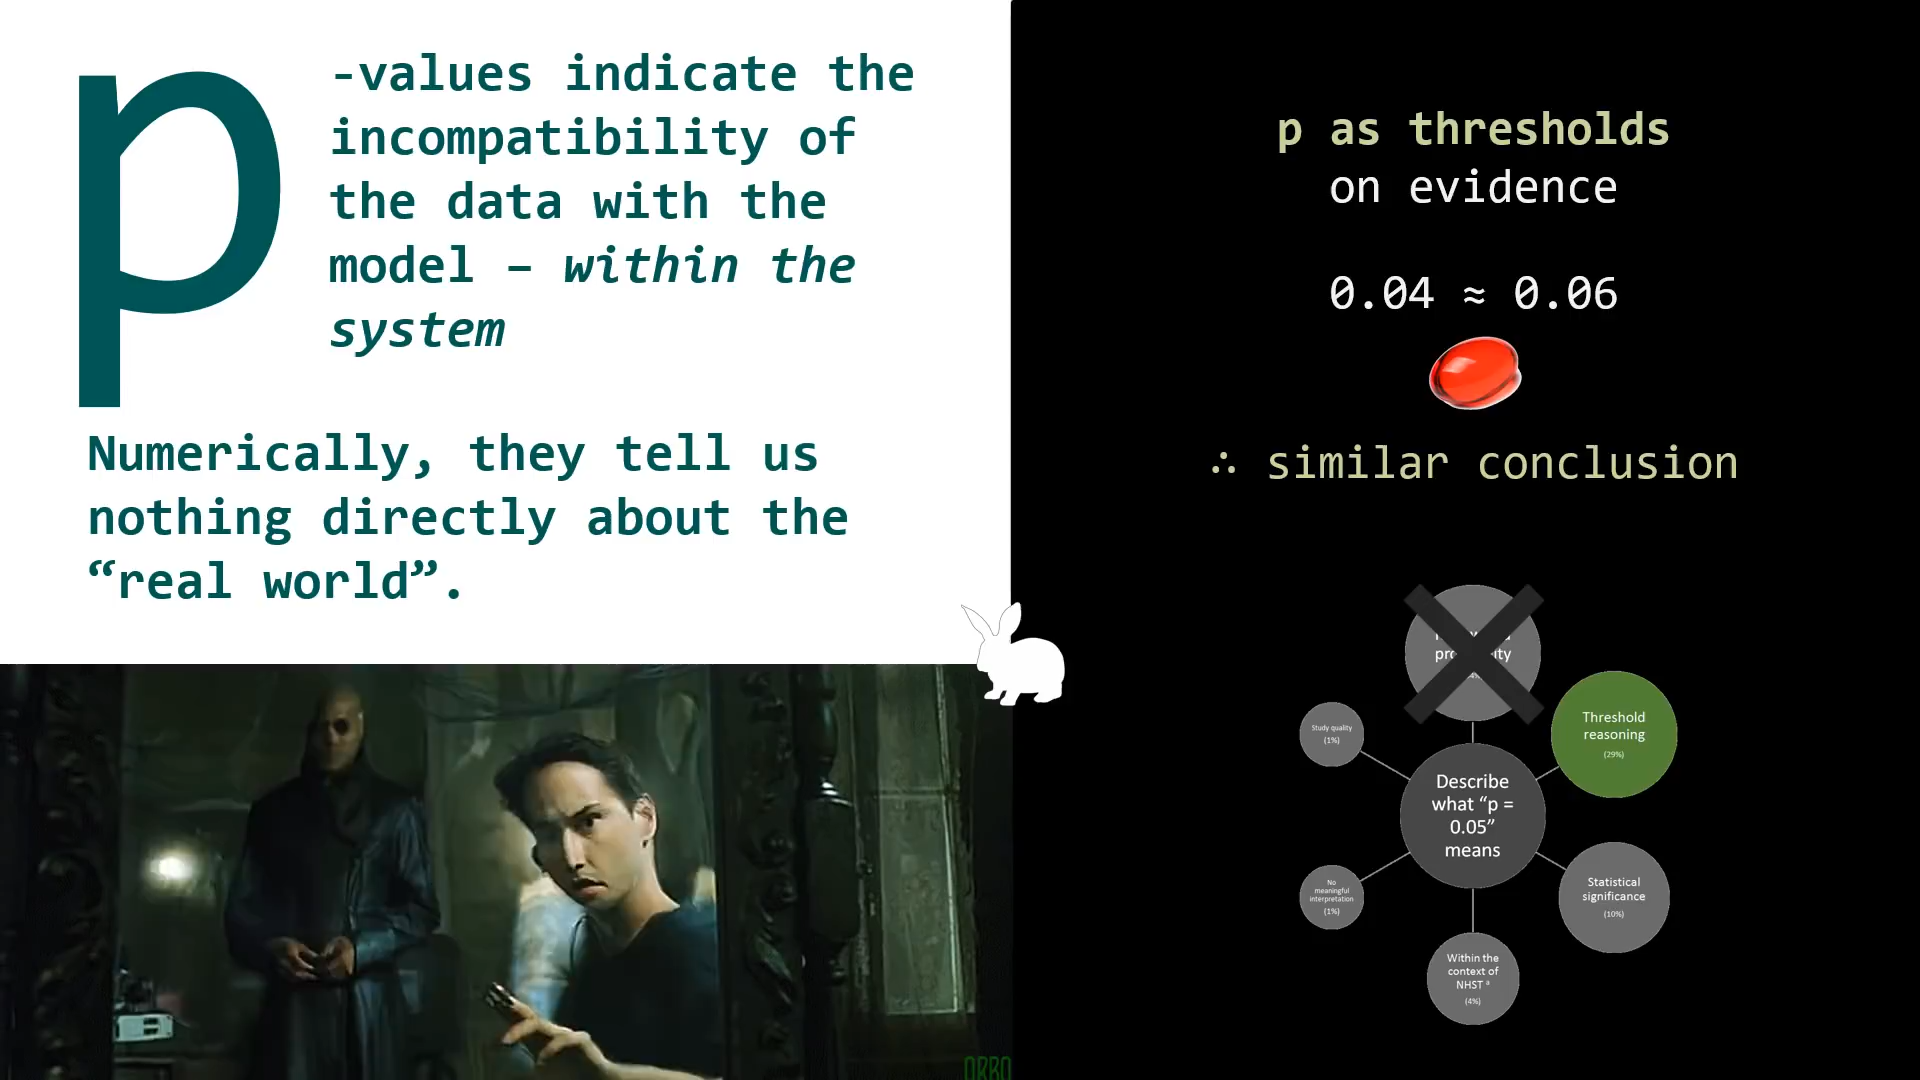 p
-values indicate the
incompatibility of
the data with the
model – within the
system
Numerically, they tell us
nothing directly about the
“real world”.
p as thresholds
on evidence
0.04 ≈ 0.06
∴ similar conclusion
Threshold
reasoning
(29%)
Study quality
(1%)
Describe
what “p =
0.05”
means
No
meaningful
interpretation
(1%)
Statistical
significance
(10%)
Within the
context of
NHST ª
(4%)